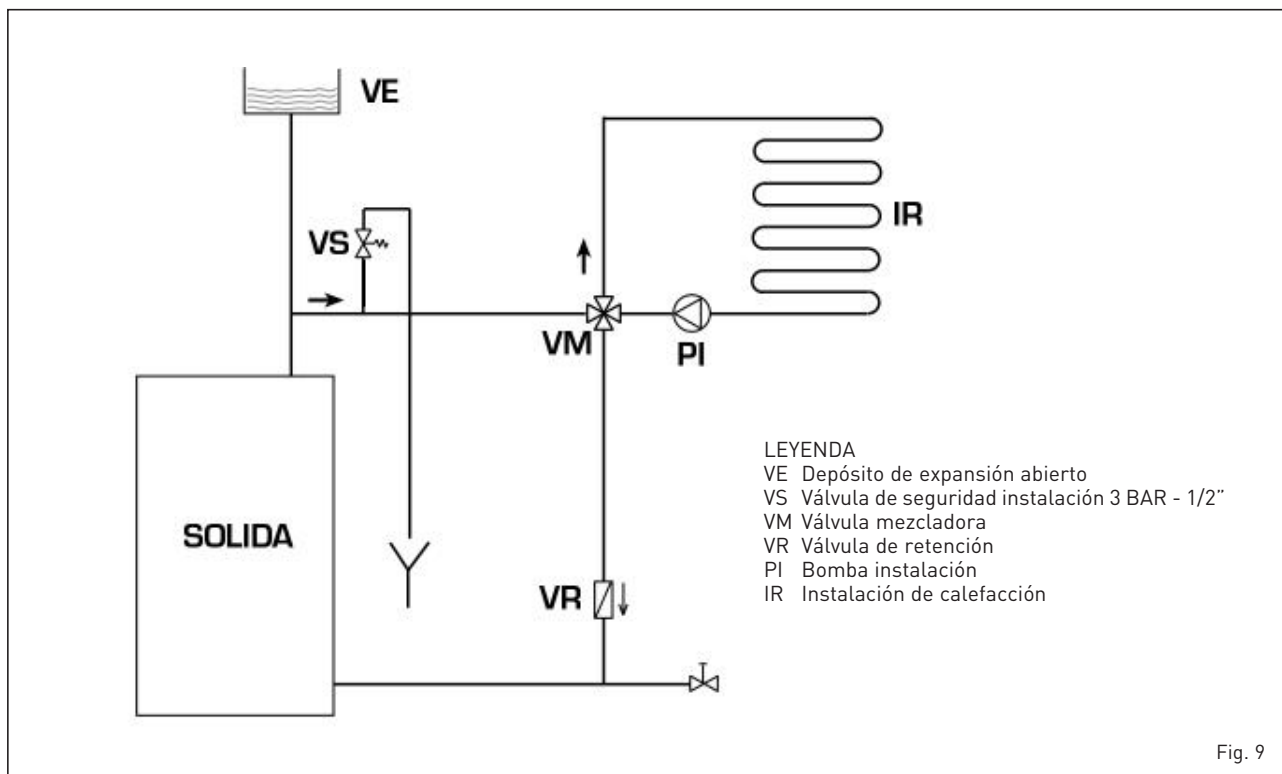 VE
VS
IR
VM
PI
SOLIDA
VR
LEYENDA
VE Depósito de expansión abierto
VS Válvula de seguridad instalación 3 BAR - 1/2”
VM Válvula mezcladora
VR Válvula de retención
PI Bomba instalación
IR Instalación de calefacción
Fig. 9